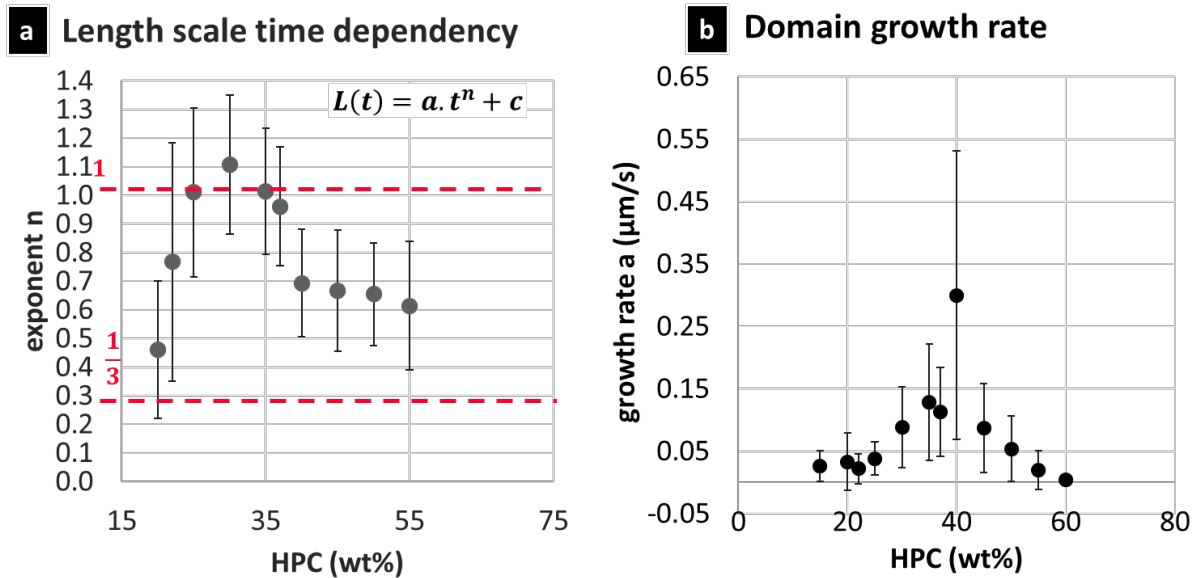 a Length scale time dependency
L(t) = a.tⁿ + c
exponent n
1.4
1.3
1.2
1.1
1.0
0.9
0.8
0.7
0.6
0.5
0.4
0.3
0.2
0.1
0.0
1
1
3
15 35 55 75
HPC (wt%)
b Domain growth rate
growth rate a (μm/s)
0.65
0.55
0.45
0.35
0.25
0.15
0.05
-0.05
0 20 40 60 80
HPC (wt%)